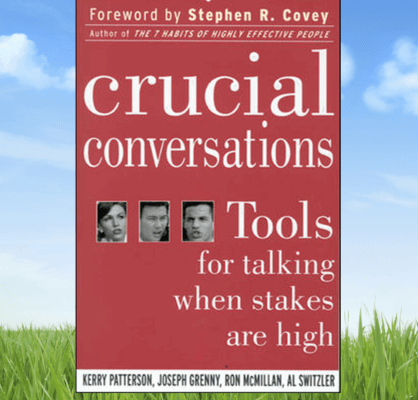 Foreword by Stephen R. Covey
Author of THE 7 HABITS OF HIGHLY EFFECTIVE PEOPLE
crucial
conversations
Tools
for talking
when stakes
are high
KERRY PATTERSON, JOSEPH GRENNY, RON McMILLAN, AL SWITZLER